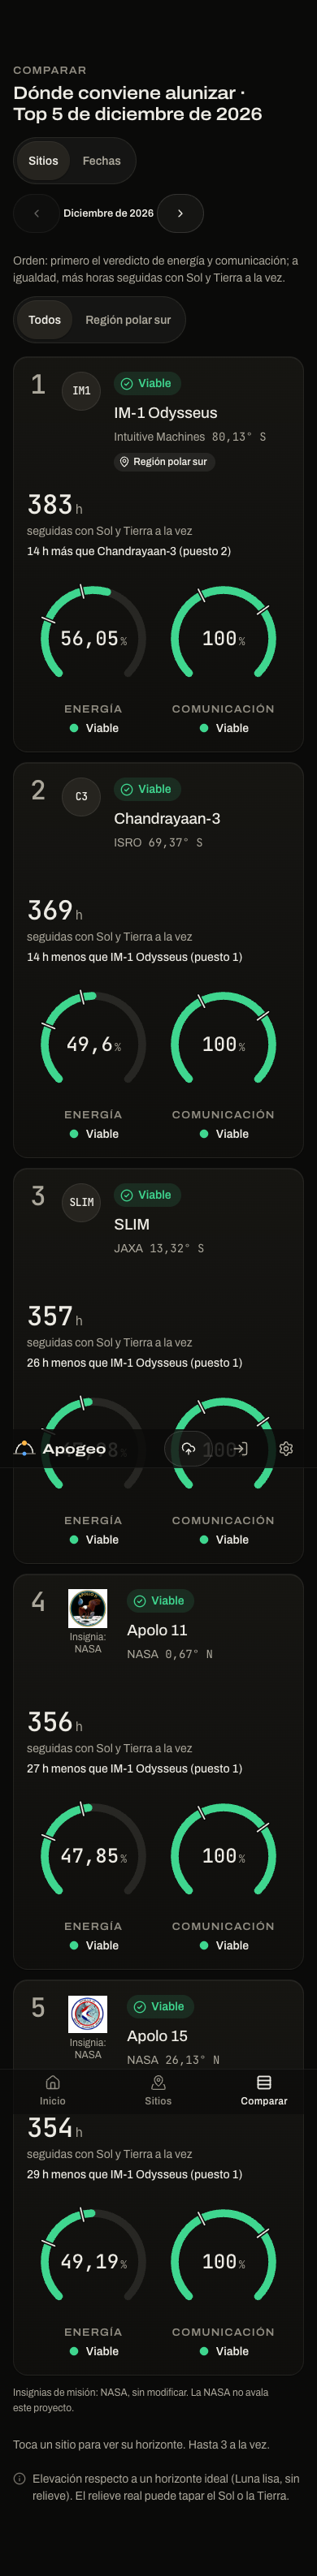 COMPARAR
Dónde conviene alunizar ·
Top 5 de diciembre de 2026
Sitios Fechas
Diciembre de 2026
Orden: primero el veredicto de energía y comunicación; a
igualdad, más horas seguidas con Sol y Tierra a la vez.
Todos Región polar sur
1 IM1 Viable
IM-1 Odysseus
Intuitive Machines 80,13° S
Región polar sur
383 h
seguidas con Sol y Tierra a la vez
14 h más que Chandrayaan-3 (puesto 2)
56,05% 100%
ENERGÍA COMUNICACIÓN
Viable Viable
2 C3 Viable
Chandrayaan-3
ISRO 69,37° S
369 h
seguidas con Sol y Tierra a la vez
14 h menos que IM-1 Odysseus (puesto 1)
49,6% 100%
ENERGÍA COMUNICACIÓN
Viable Viable
3 SLIM Viable
SLIM
JAXA 13,32° S
357 h
seguidas con Sol y Tierra a la vez
26 h menos que IM-1 Odysseus (puesto 1)
Apogeo 100
ENERGÍA COMUNICACIÓN
Viable Viable
4 Viable
Insignia:
NASA
Apolo 11
NASA 0,67° N
356 h
seguidas con Sol y Tierra a la vez
27 h menos que IM-1 Odysseus (puesto 1)
47,85% 100%
ENERGÍA COMUNICACIÓN
Viable Viable
5 Viable
Insignia:
NASA
Apolo 15
NASA 26,13° N
Inicio Sitios Comparar
354 h
seguidas con Sol y Tierra a la vez
29 h menos que IM-1 Odysseus (puesto 1)
49,19% 100%
ENERGÍA COMUNICACIÓN
Viable Viable
Insignias de misión: NASA, sin modificar. La NASA no avala
este proyecto.
Toca un sitio para ver su horizonte. Hasta 3 a la vez.
Elevación respecto a un horizonte ideal (Luna lisa, sin
relieve). El relieve real puede tapar el Sol o la Tierra.